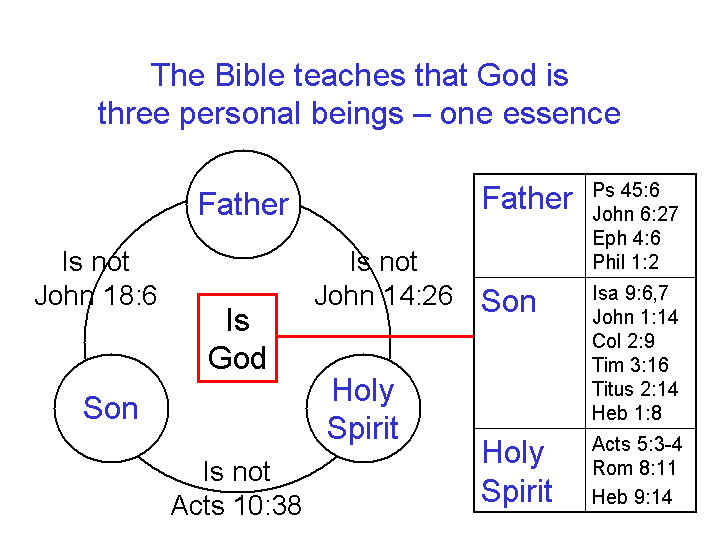 The Bible teaches that God is
three personal beings – one essence
Father
Is not
John 18:6
Is not
John 14:26
Is
God
Son
Holy
Spirit
Is not
Acts 10:38
Father
Ps 45:6
John 6:27
Eph 4:6
Phil 1:2
Son
Isa 9:6,7
John 1:14
Col 2:9
Tim 3:16
Titus 2:14
Heb 1:8
Holy
Spirit
Acts 5:3-4
Rom 8:11
Heb 9:14